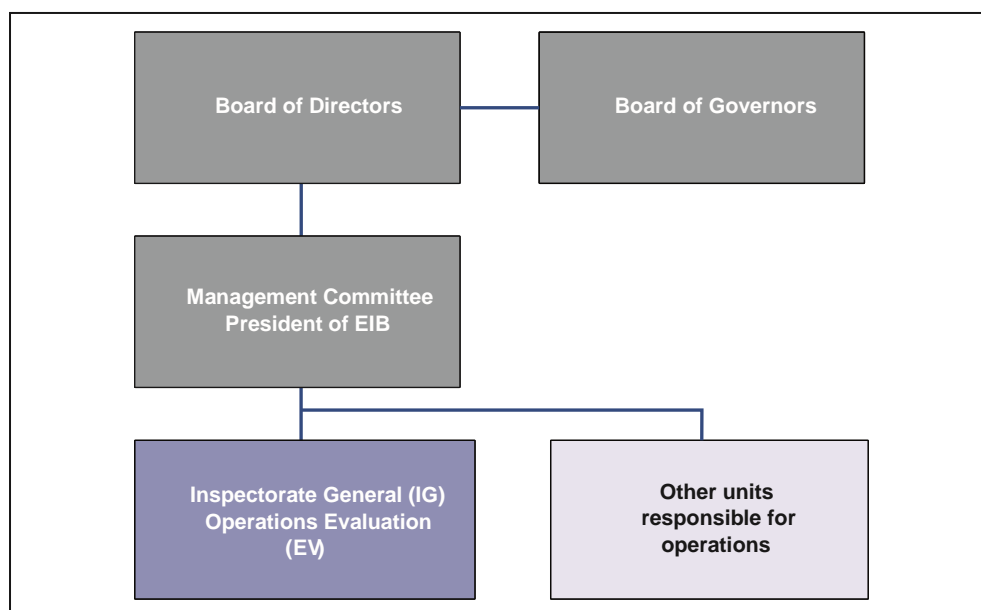 Board of Directors
Board of Governors
Management Committee
President of EIB
Inspectorate General (IG)
Operations Evaluation
(EV)
Other units
responsible for
operations